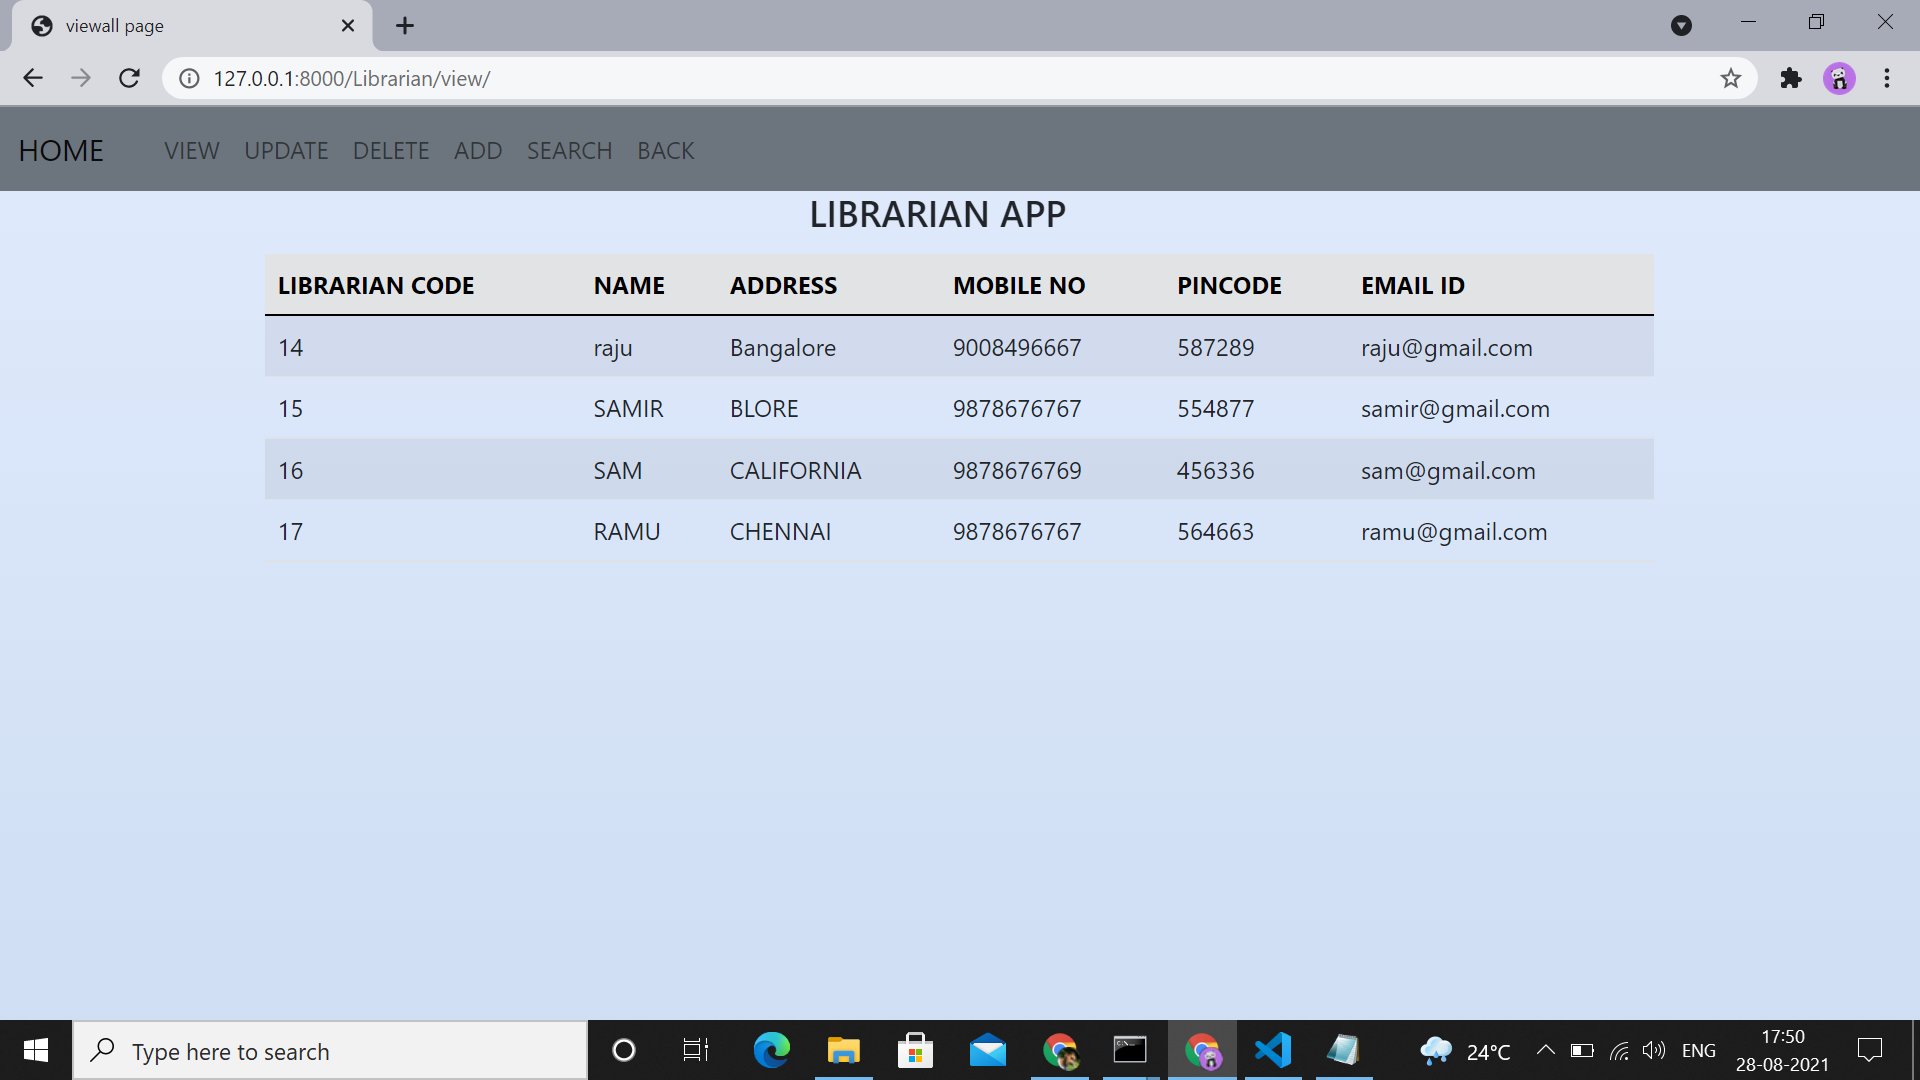 viewall page
127.0.0.1:8000/Librarian/view/
HOME VIEW UPDATE DELETE ADD SEARCH BACK
LIBRARIAN APP
LIBRARIAN CODE NAME ADDRESS MOBILE NO PINCODE EMAIL ID
14 raju Bangalore 9008496667 587289 raju@gmail.com
15 SAMIR BLORE 9878676767 554877 samir@gmail.com
16 SAM CALIFORNIA 9878676769 456336 sam@gmail.com
17 RAMU CHENNAI 9878676767 564663 ramu@gmail.com
Type here to search
24°C
ENG
17:50
28-08-2021